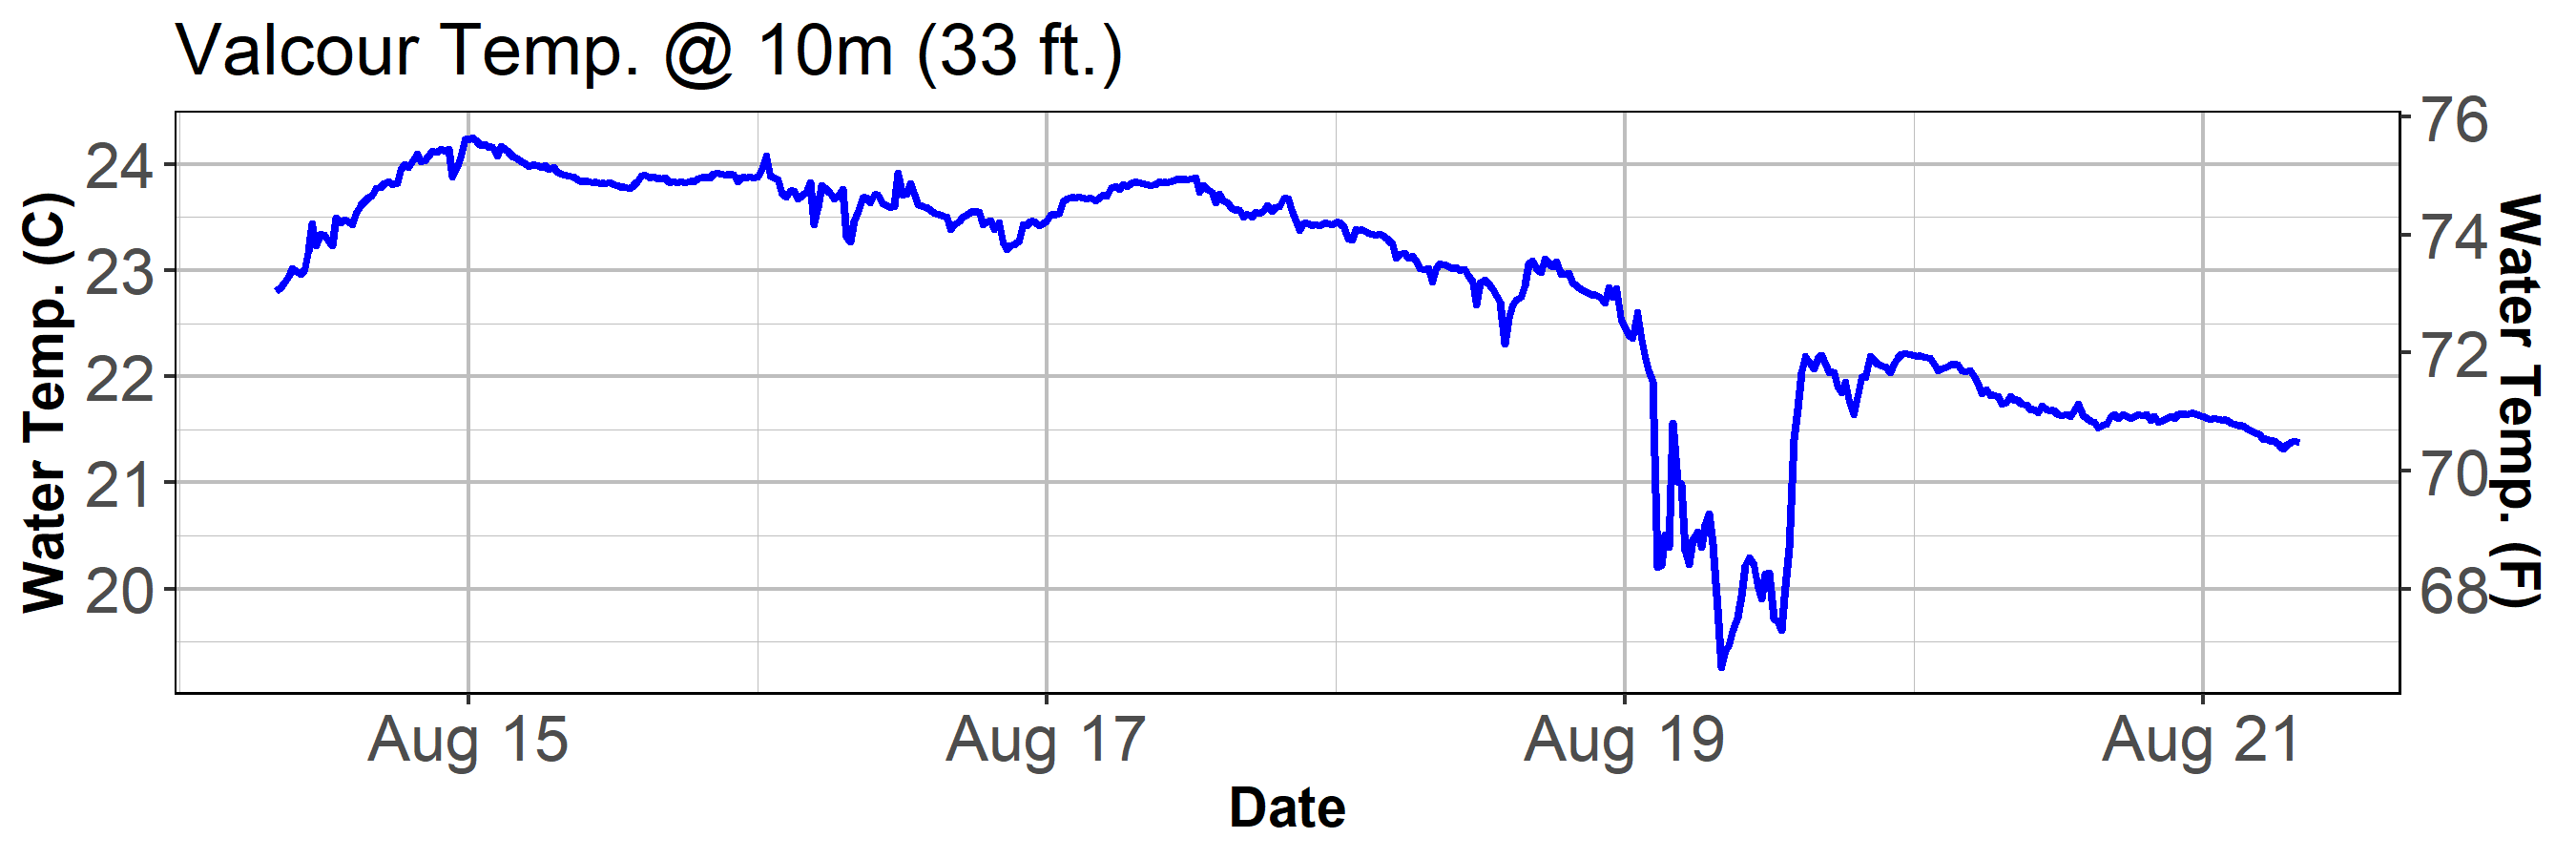 Valcour Temp. @ 10m (33 ft.)
Water Temp. (C)
24
23
22
21
20
76
74
72
70
68
Water Temp. (F)
Aug 15
Aug 17
Aug 19
Aug 21
Date